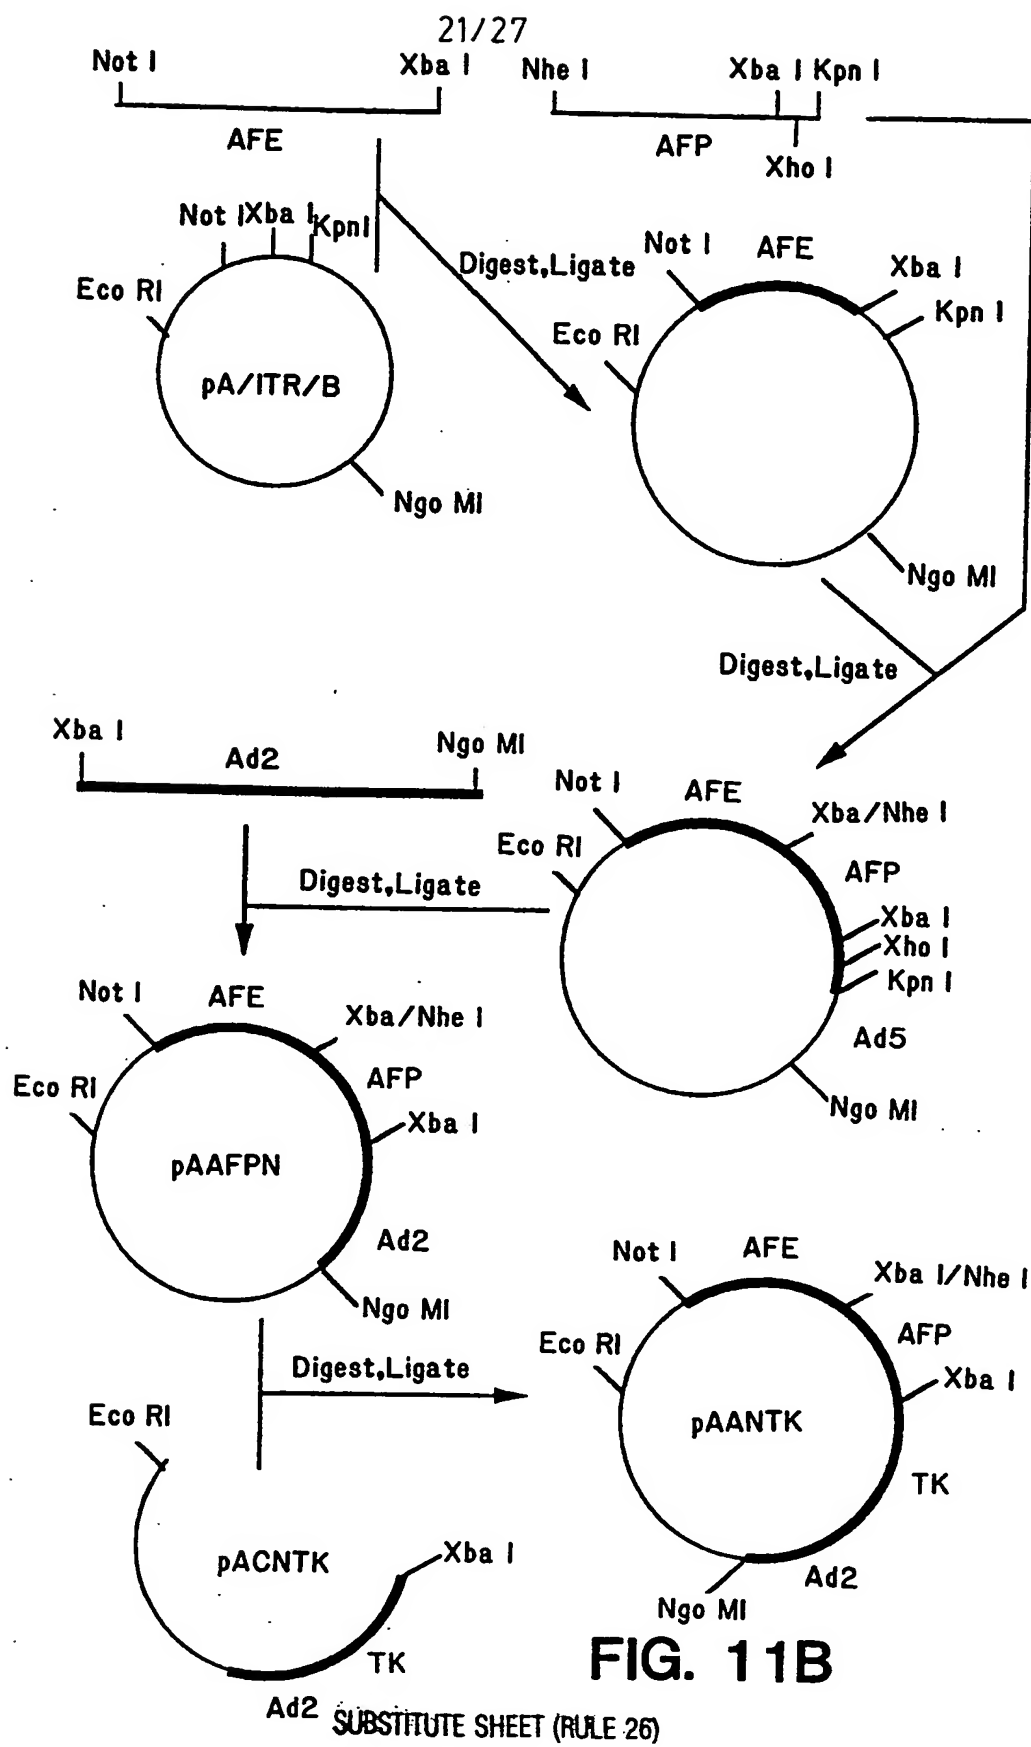 21/27
Not I
Xba I
Nhe I
Xba I Kpn I
AFE
AFP
Xho I
Not I Xba I KpnI
Eco RI
pA/ITR/B
Ngo MI
Digest,Ligate
Not I
AFE
Xba I
Kpn I
Eco RI
Ngo MI
Digest,Ligate
Xba I
Ad2
Ngo MI
Digest,Ligate
Not I
AFE
Xba/Nhe I
Eco RI
AFP
Xba I
Xho I
Kpn I
Ad5
Ngo MI
Not I
AFE
Xba/Nhe I
Eco RI
AFP
Xba I
pAAFPN
Ad2
Ngo MI
Digest,Ligate
Not I
AFE
Xba I/Nhe I
Eco RI
AFP
Xba I
pAANTK
TK
Ad2
Ngo MI
Eco RI
pACNTK
Xba I
TK
Ad2
FIG. 11B
SUBSTITUTE SHEET (RULE 26)